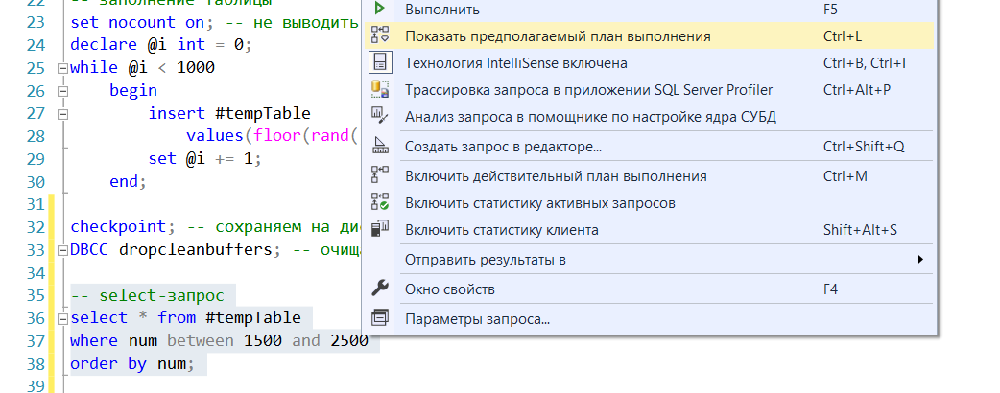 22 -- заполнение таблицы
23 set nocount on; -- не выводить
24 declare @i int = 0;
25 while @i < 1000
26 begin
27 insert #tempTable
28 values(floor(rand(
29 set @i += 1;
30 end;
31
32 checkpoint; -- сохраняем на ди
33 DBCC dropcleanbuffers; -- очищ
34
35 -- select-запрос
36 select * from #tempTable
37 where num between 1500 and 2500
38 order by num;
39
Выполнить F5
Показать предполагаемый план выполнения Ctrl+L
Технология IntelliSense включена Ctrl+B, Ctrl+I
Трассировка запроса в приложении SQL Server Profiler Ctrl+Alt+P
Анализ запроса в помощнике по настройке ядра СУБД
Создать запрос в редакторе... Ctrl+Shift+Q
Включить действительный план выполнения Ctrl+M
Включить статистику активных запросов
Включить статистику клиента Shift+Alt+S
Отправить результаты в
Окно свойств F4
Параметры запроса...